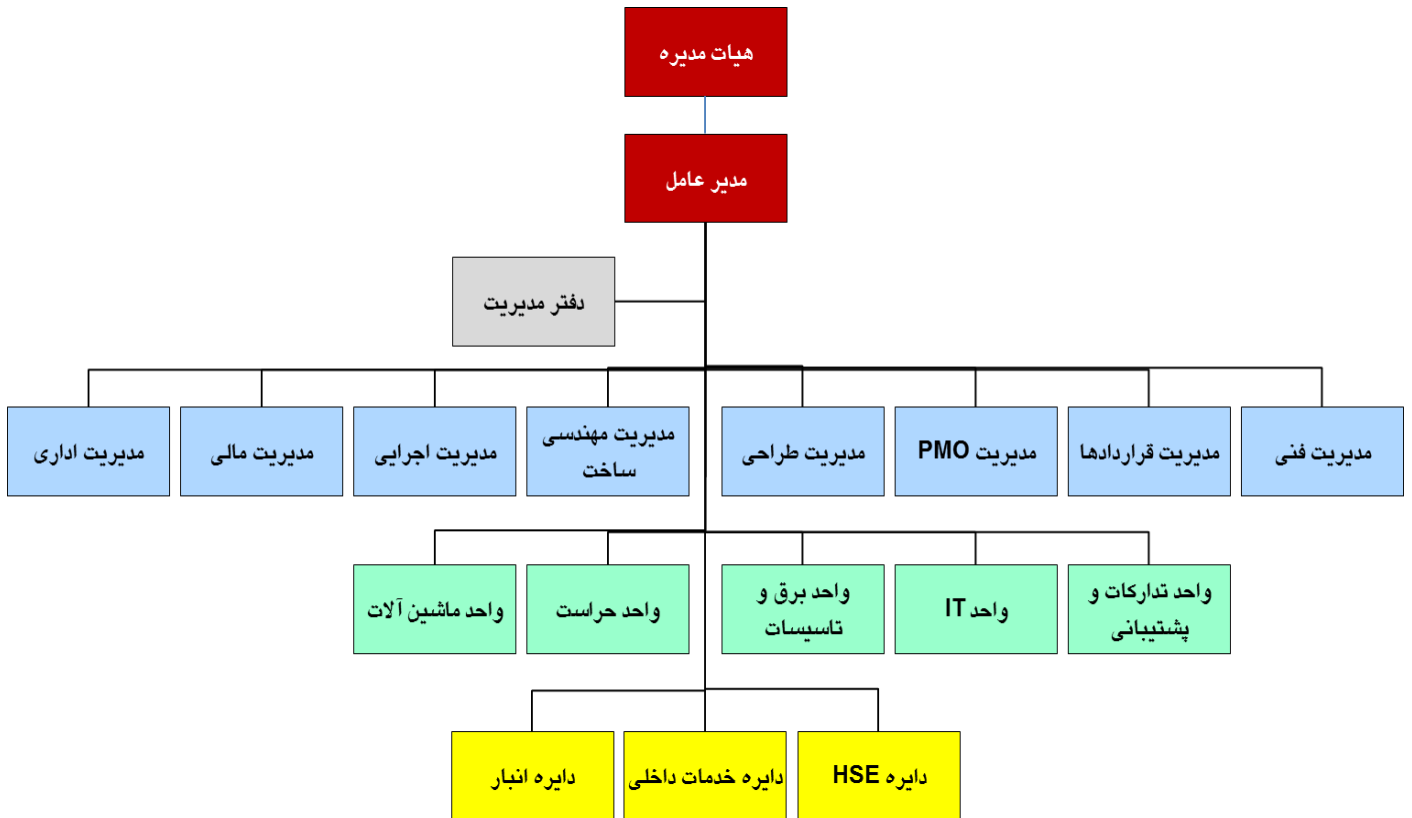 هیات مدیره
مدیر عامل
دفتر مدیریت
مدیریت فنی
مدیریت قراردادها
مدیریت PMO
مدیریت طراحی
مدیریت مهندسی
ساخت
مدیریت اجرایی
مدیریت مالی
مدیریت اداری
واحد تدارکات و
پشتیبانی
واحد IT
واحد برق و
تاسیسات
واحد حراست
واحد ماشین آلات
دایره HSE
دایره خدمات داخلی
دایره انبار